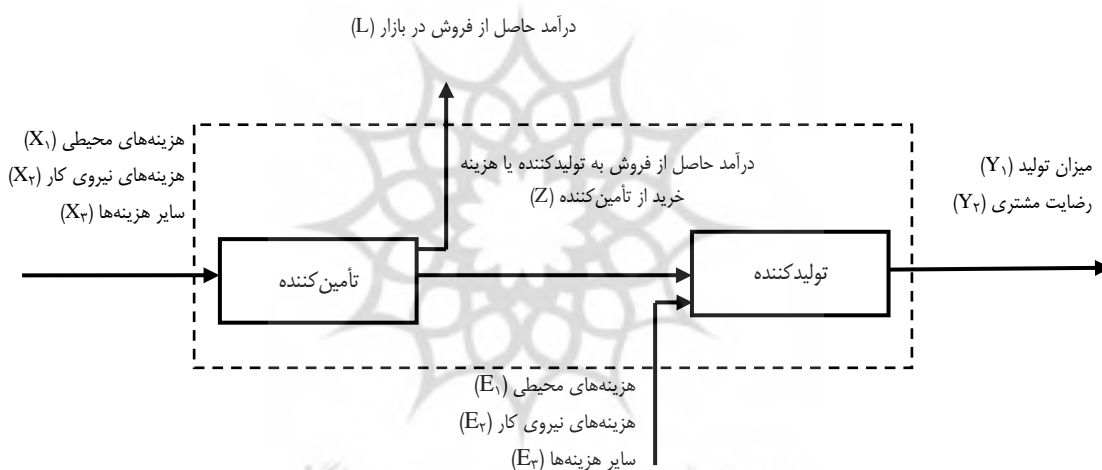 درآمد حاصل از فروش در بازار (L)
هزینه‌های محیطی (X۱)
هزینه‌های نیروی کار (X۲)
سایر هزینه‌ها (X۳)
درآمد حاصل از فروش به تولیدکننده یا هزینه
خرید از تأمین‌کننده (Z)
میزان تولید (Y۱)
رضایت مشتری (Y۲)
تأمین‌کننده
تولیدکننده
هزینه‌های محیطی (E۱)
هزینه‌های نیروی کار (E۲)
سایر هزینه‌ها (E۳)